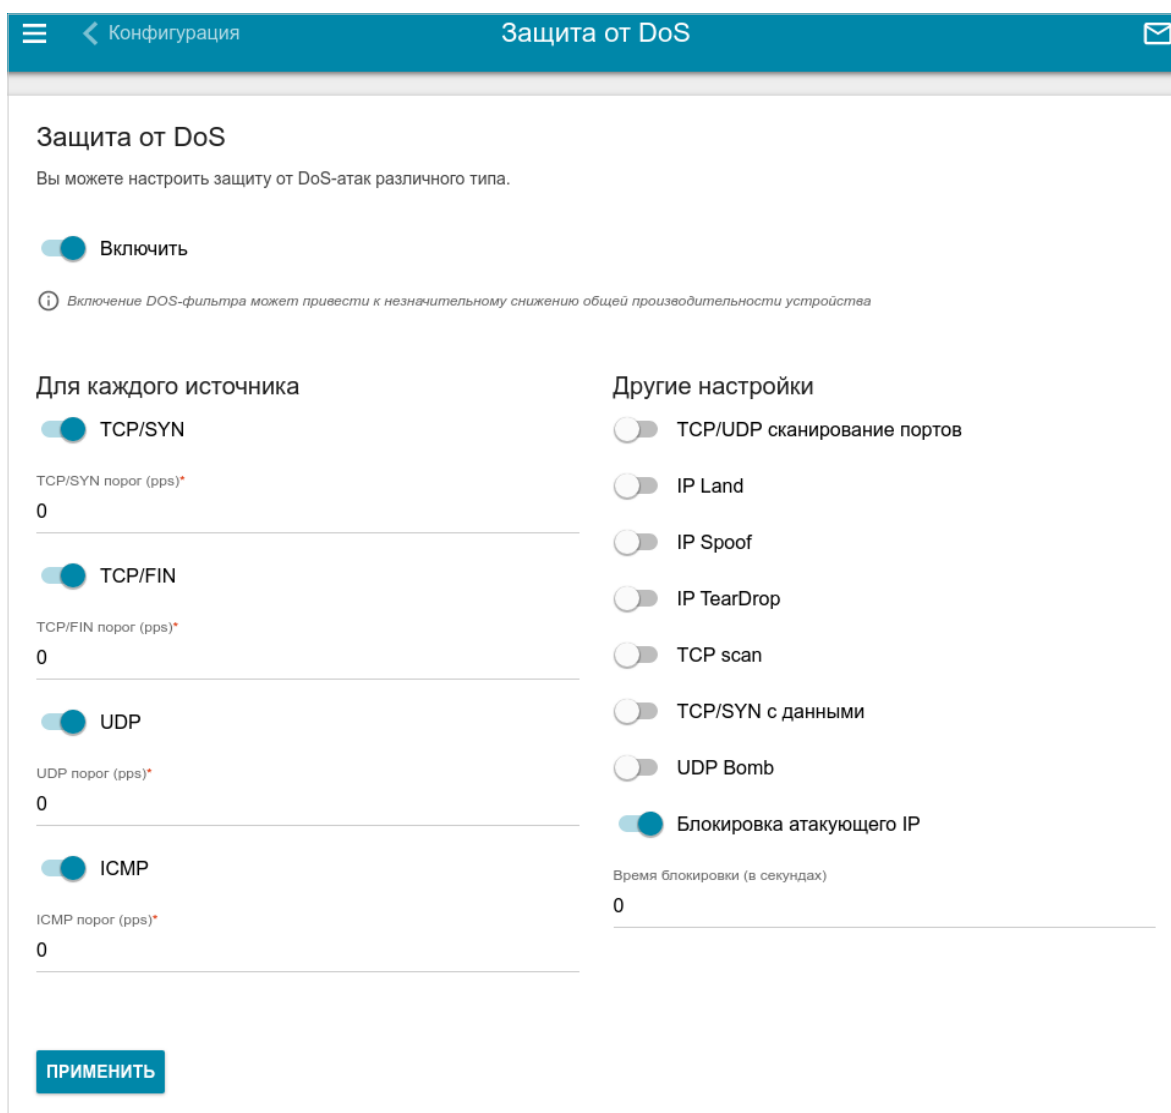 Конфигурация
Защита от DoS
Защита от DoS
Вы можете настроить защиту от DoS-атак различного типа.
Включить
Включение DOS-фильтра может привести к незначительному снижению общей производительности устройства
Для каждого источника
TCP/SYN
TCP/SYN порог (pps)*
0
TCP/FIN
TCP/FIN порог (pps)*
0
UDP
UDP порог (pps)*
0
ICMP
ICMP порог (pps)*
0
Другие настройки
TCP/UDP сканирование портов
IP Land
IP Spoof
IP TearDrop
TCP scan
TCP/SYN с данными
UDP Bomb
Блокировка атакующего IP
Время блокировки (в секундах)
0
ПРИМЕНИТЬ